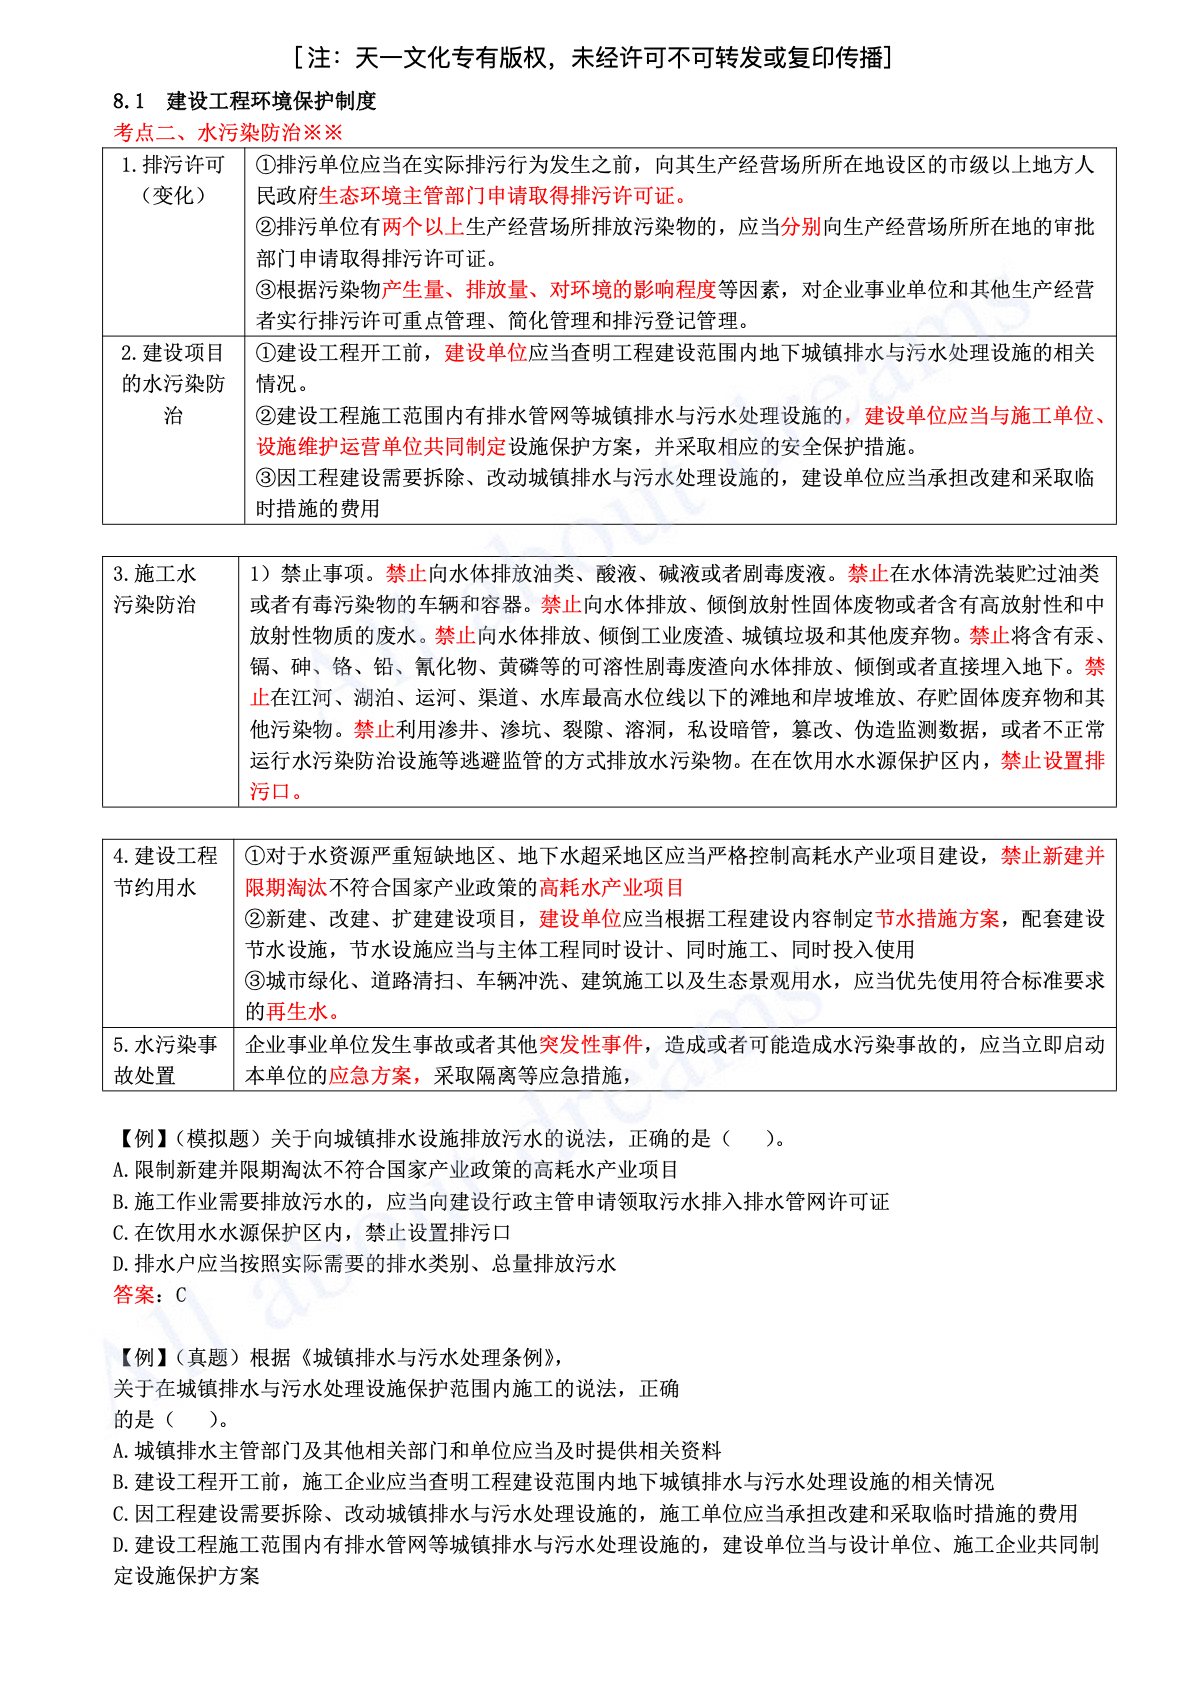 [注：天一文化专有版权，未经许可不可转发或复印传播]
8.1 建设工程环境保护制度
考点二、水污染防治※※
1.排污许可
（变化）
①排污单位应当在实际排污行为发生之前，向其生产经营场所所在地设区的市级以上地方人
民政府生态环境主管部门申请取得排污许可证。
②排污单位有两个以上生产经营场所排放污染物的，应当分别向生产经营场所所在地的审批
部门申请取得排污许可证。
③根据污染物产生量、排放量、对环境的影响程度等因素，对企业事业单位和其他生产经营
者实行排污许可重点管理、简化管理和排污登记管理。
2.建设项目
的水污染防
治
①建设工程开工前，建设单位应当查明工程建设范围内地下城镇排水与污水处理设施的相关
情况。
②建设工程施工范围内有排水管网等城镇排水与污水处理设施的，建设单位应当与施工单位、
设施维护运营单位共同制定设施保护方案，并采取相应的安全保护措施。
③因工程建设需要拆除、改动城镇排水与污水处理设施的，建设单位应当承担改建和采取临
时措施的费用
3.施工水
污染防治
1）禁止事项。禁止向水体排放油类、酸液、碱液或者剧毒废液。禁止在水体清洗装贮过油类
或者有毒污染物的车辆和容器。禁止向水体排放、倾倒放射性固体废物或者含有高放射性和中
放射性物质的废水。禁止向水体排放、倾倒工业废渣、城镇垃圾和其他废弃物。禁止将含有汞、
镉、砷、铬、铅、氰化物、黄磷等的可溶性剧毒废渣向水体排放、倾倒或者直接埋入地下。禁
止在江河、湖泊、运河、渠道、水库最高水位线以下的滩地和岸坡堆放、存贮固体废弃物和其
他污染物。禁止利用渗井、渗坑、裂隙、溶洞，私设暗管，篡改、伪造监测数据，或者不正常
运行水污染防治设施等逃避监管的方式排放水污染物。在在饮用水水源保护区内，禁止设置排
污口。
4.建设工程
节约用水
①对于水资源严重短缺地区、地下水超采地区应当严格控制高耗水产业项目建设，禁止新建并
限期淘汰不符合国家产业政策的高耗水产业项目
②新建、改建、扩建建设项目，建设单位应当根据工程建设内容制定节水措施方案，配套建设
节水设施，节水设施应当与主体工程同时设计、同时施工、同时投入使用
③城市绿化、道路清扫、车辆冲洗、建筑施工以及生态景观用水，应当优先使用符合标准要求
的再生水。
5.水污染事
故处置
企业事业单位发生事故或者其他突发性事件，造成或者可能造成水污染事故的，应当立即启动
本单位的应急方案，采取隔离等应急措施，
【例】（模拟题）关于向城镇排水设施排放污水的说法，正确的是（ ）。
A.限制新建并限期淘汰不符合国家产业政策的高耗水产业项目
B.施工作业需要排放污水的，应当向建设行政主管申请领取污水排入排水管网许可证
C.在饮用水水源保护区内，禁止设置排污口
D.排水户应当按照实际需要的排水类别、总量排放污水
答案：C
【例】（真题）根据《城镇排水与污水处理条例》，
关于在城镇排水与污水处理设施保护范围内施工的说法，正确
的是（ ）。
A.城镇排水主管部门及其他相关部门和单位应当及时提供相关资料
B.建设工程开工前，施工企业应当查明工程建设范围内地下城镇排水与污水处理设施的相关情况
C.因工程建设需要拆除、改动城镇排水与污水处理设施的，施工单位应当承担改建和采取临时措施的费用
D.建设工程施工范围内有排水管网等城镇排水与污水处理设施的，建设单位当与设计单位、施工企业共同制
定设施保护方案
All about dreams
All about dreams